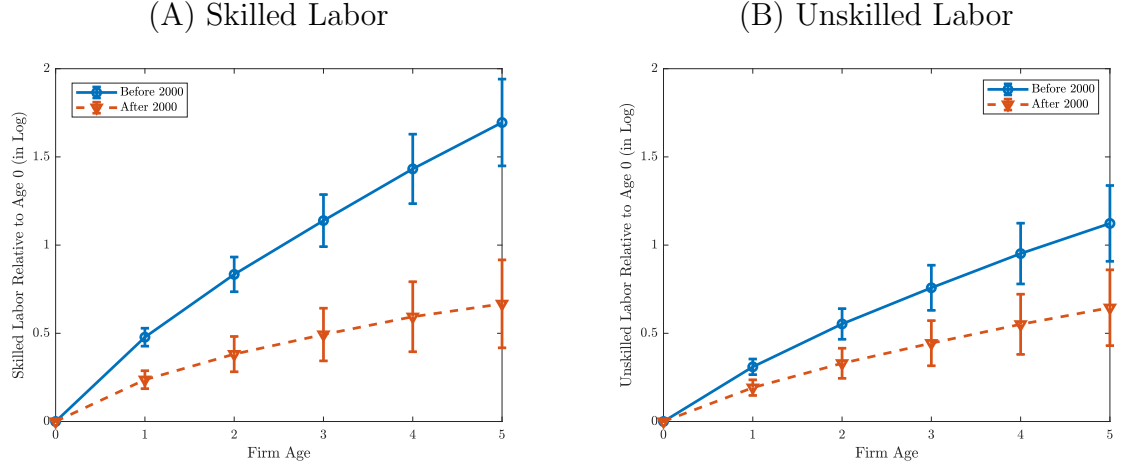 (A) Skilled Labor
Skilled Labor Relative to Age 0 (in Log)
2
1.5
1
0.5
0
Before 2000
After 2000
0 1 2 3 4 5
Firm Age
(B) Unskilled Labor
Unskilled Labor Relative to Age 0 (in Log)
2
1.5
1
0.5
0
Before 2000
After 2000
0 1 2 3 4 5
Firm Age